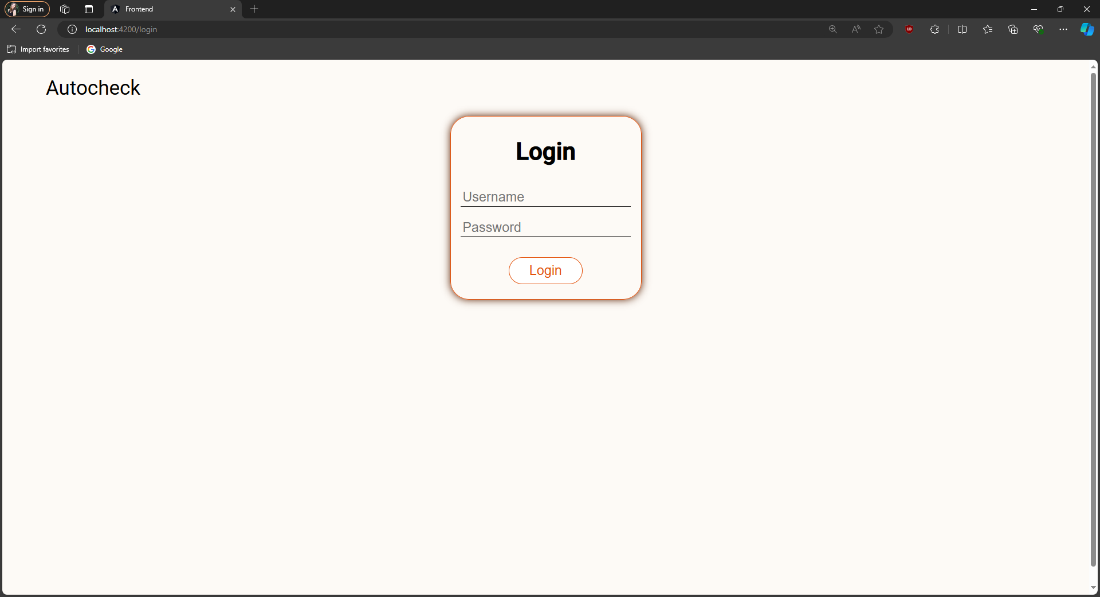 Sign in
Frontend
localhost:4200/login
Import favorites
Google
Autocheck
Login
Username
Password
Login